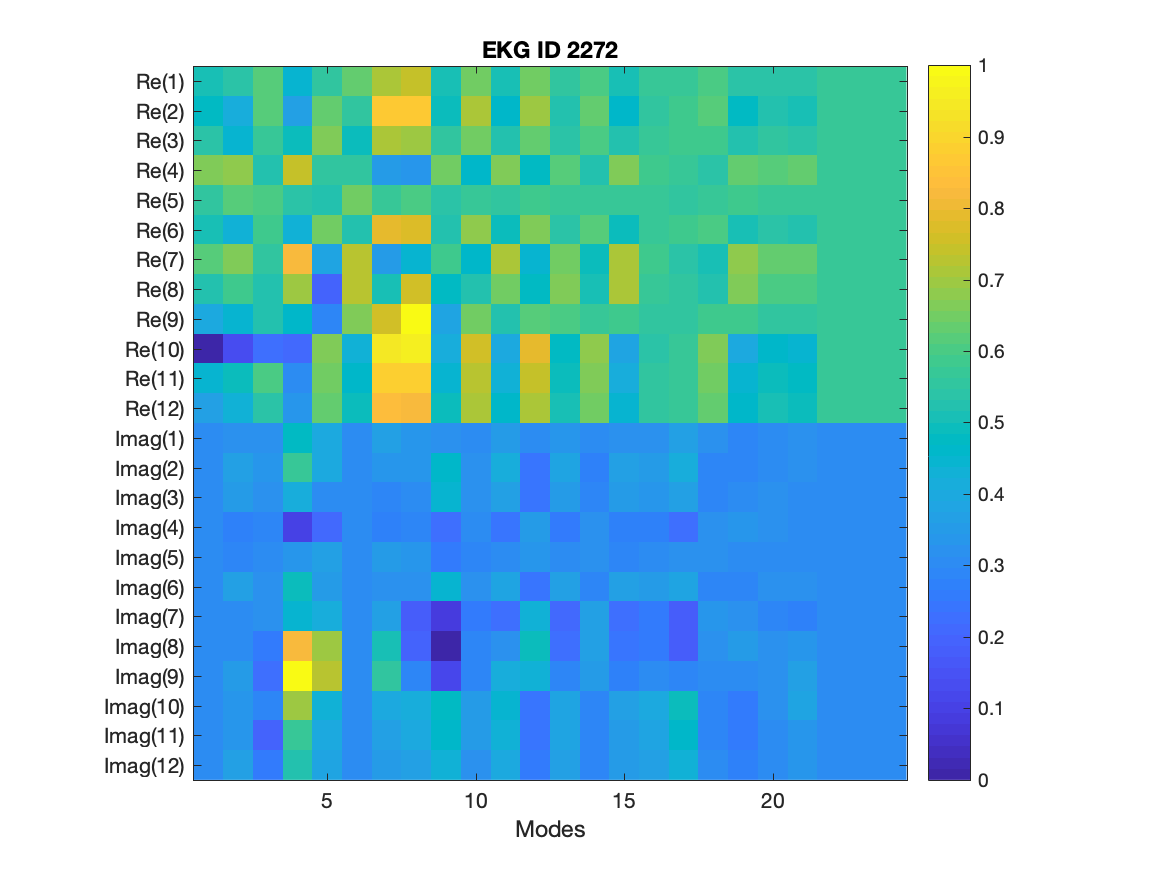 EKG ID 2272
Re(1)
Re(2)
Re(3)
Re(4)
Re(5)
Re(6)
Re(7)
Re(8)
Re(9)
Re(10)
Re(11)
Re(12)
Imag(1)
Imag(2)
Imag(3)
Imag(4)
Imag(5)
Imag(6)
Imag(7)
Imag(8)
Imag(9)
Imag(10)
Imag(11)
Imag(12)
5 10 15 20
Modes
1
0.9
0.8
0.7
0.6
0.5
0.4
0.3
0.2
0.1
0